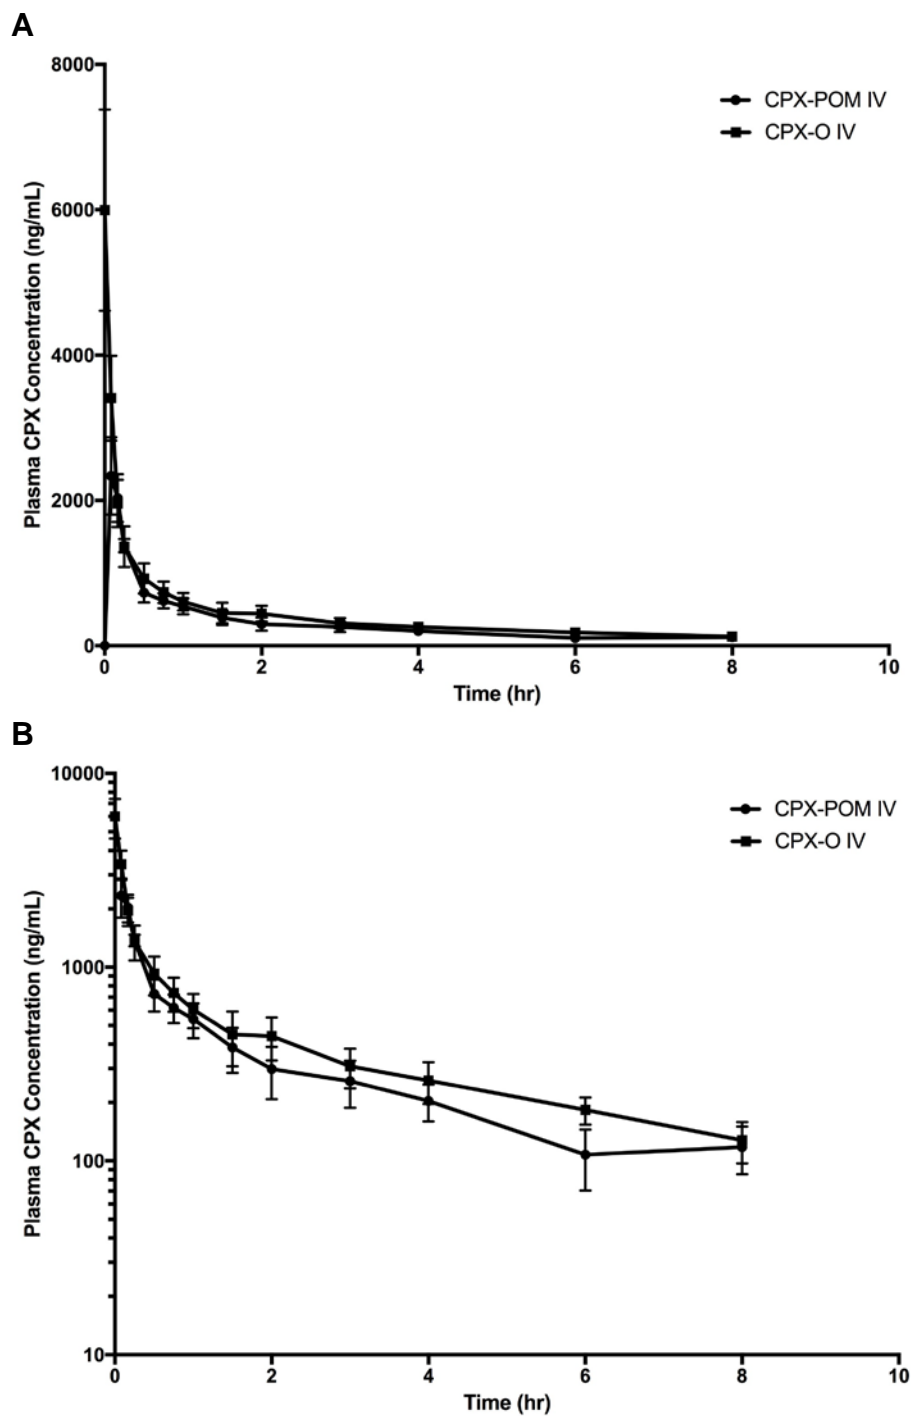 A
8000
6000
4000
2000
0
Plasma CPX Concentration (ng/mL)
CPX-POM IV
CPX-O IV
0 2 4 6 8 10
Time (hr)
B
10000
1000
100
10
Plasma CPX Concentration (ng/mL)
CPX-POM IV
CPX-O IV
0 2 4 6 8 10
Time (hr)